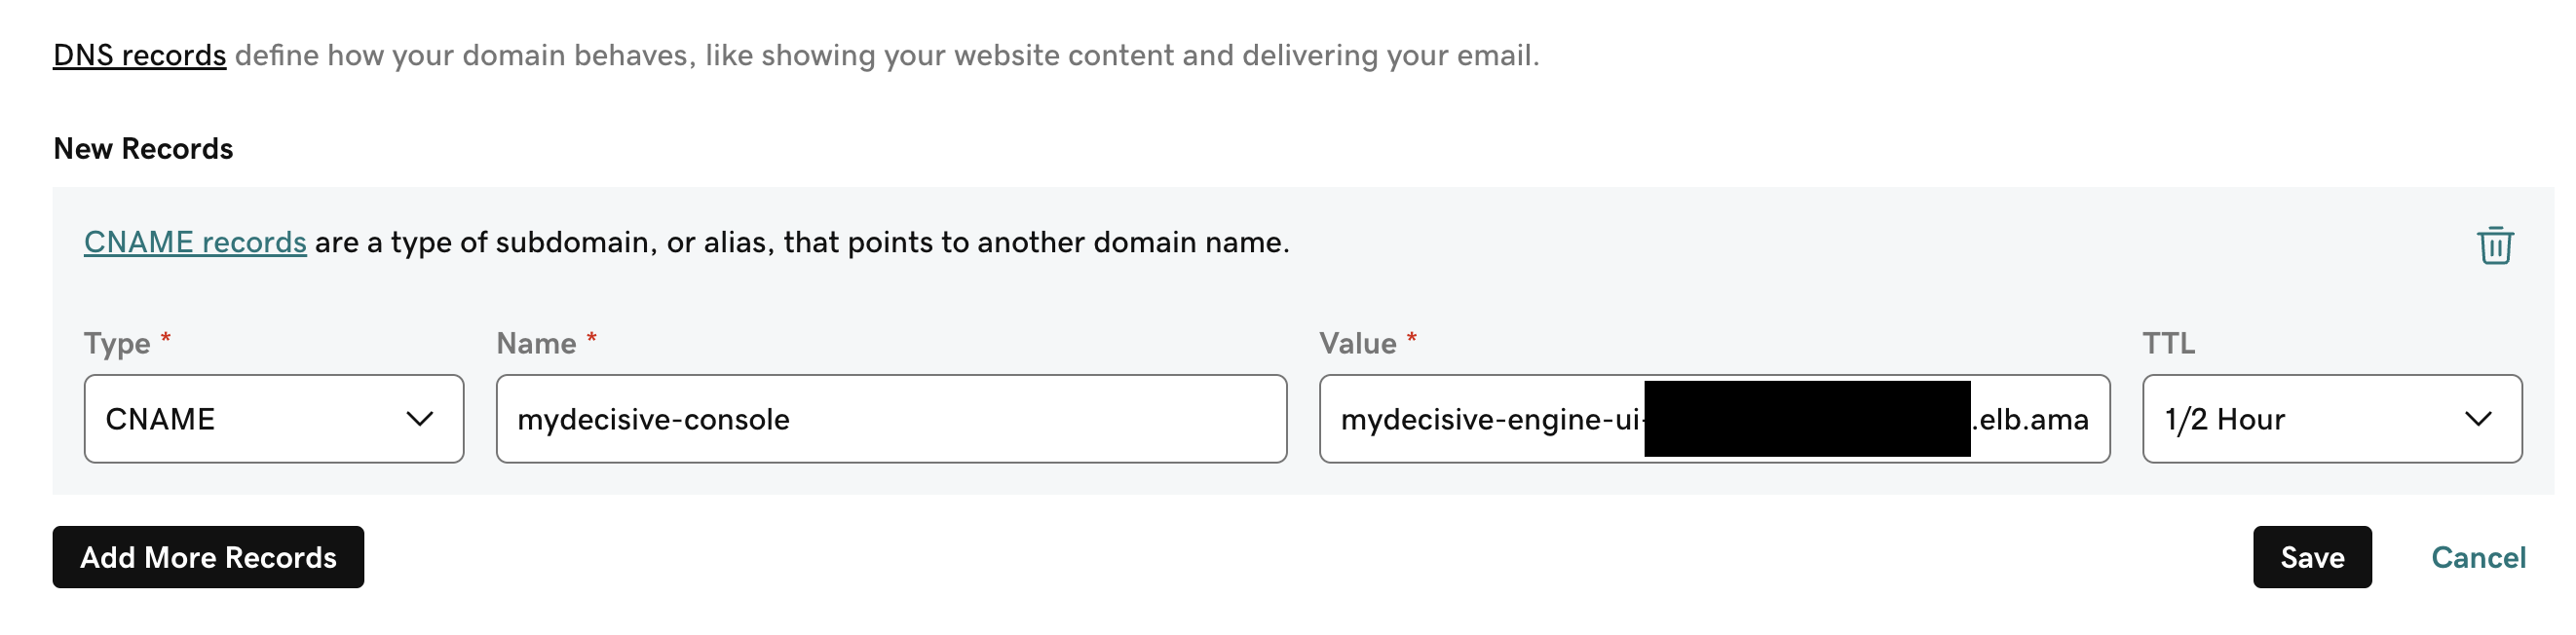 DNS records define how your domain behaves, like showing your website content and delivering your email.
New Records
CNAME records are a type of subdomain, or alias, that points to another domain name.
Type * Name * Value * TTL
CNAME mydecisive-console mydecisive-engine-ui- .elb.ama 1/2 Hour
Add More Records Save Cancel